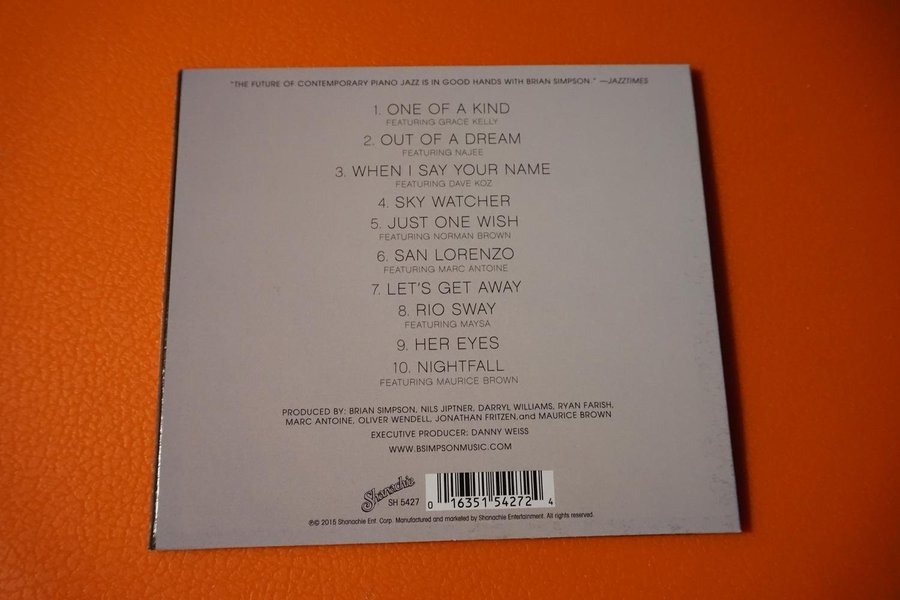 "THE FUTURE OF CONTEMPORARY PIANO JAZZ IS IN GOOD HANDS WITH BRIAN SIMPSON." —JAZZTIMES
1. ONE OF A KIND
FEATURING GRACE KELLY
2. OUT OF A DREAM
FEATURING NAJEE
3. WHEN I SAY YOUR NAME
FEATURING DAVE KOZ
4. SKY WATCHER
5. JUST ONE WISH
FEATURING NORMAN BROWN
6. SAN LORENZO
FEATURING MARC ANTOINE
7. LET'S GET AWAY
8. RIO SWAY
FEATURING MAYSA
9. HER EYES
10. NIGHTFALL
FEATURING MAURICE BROWN
PRODUCED BY: BRIAN SIMPSON, NILS JIPTNER, DARRYL WILLIAMS, RYAN FARISH,
MARC ANTOINE, OLIVER WENDELL, JONATHAN FRITZEN,and MAURICE BROWN
EXECUTIVE PRODUCER: DANNY WEISS
WWW.BSIMPSONMUSIC.COM
Shanachie
SH 5427
0 16351 54272 4
℗© 2015 Shanachie Ent. Corp. Manufactured and marketed by Shanachie Entertainment. All rights reserved.